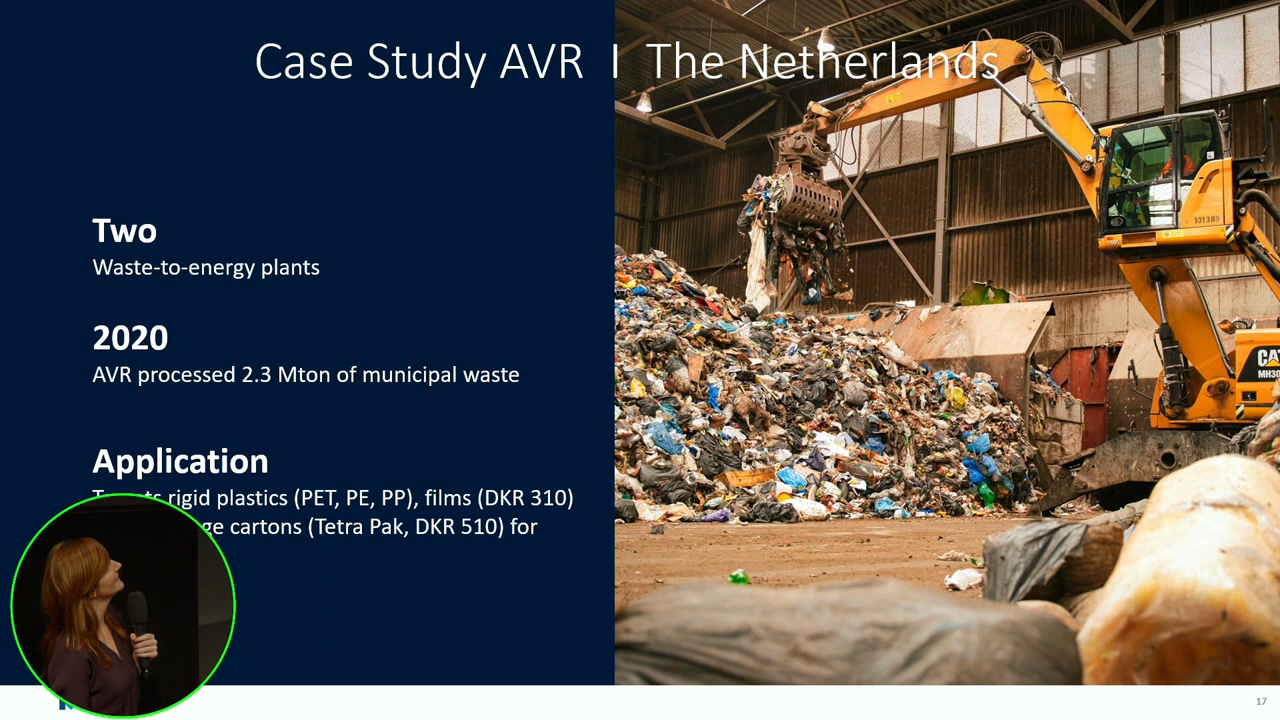 Case Study AVR I The Netherlands
Two
Waste-to-energy plants
2020
AVR processed 2.3 Mton of municipal waste
Application
rigid plastics (PET, PE, PP), films (DKR 310)
cartons (Tetra Pak, DKR 510) for
101389
CAT
17